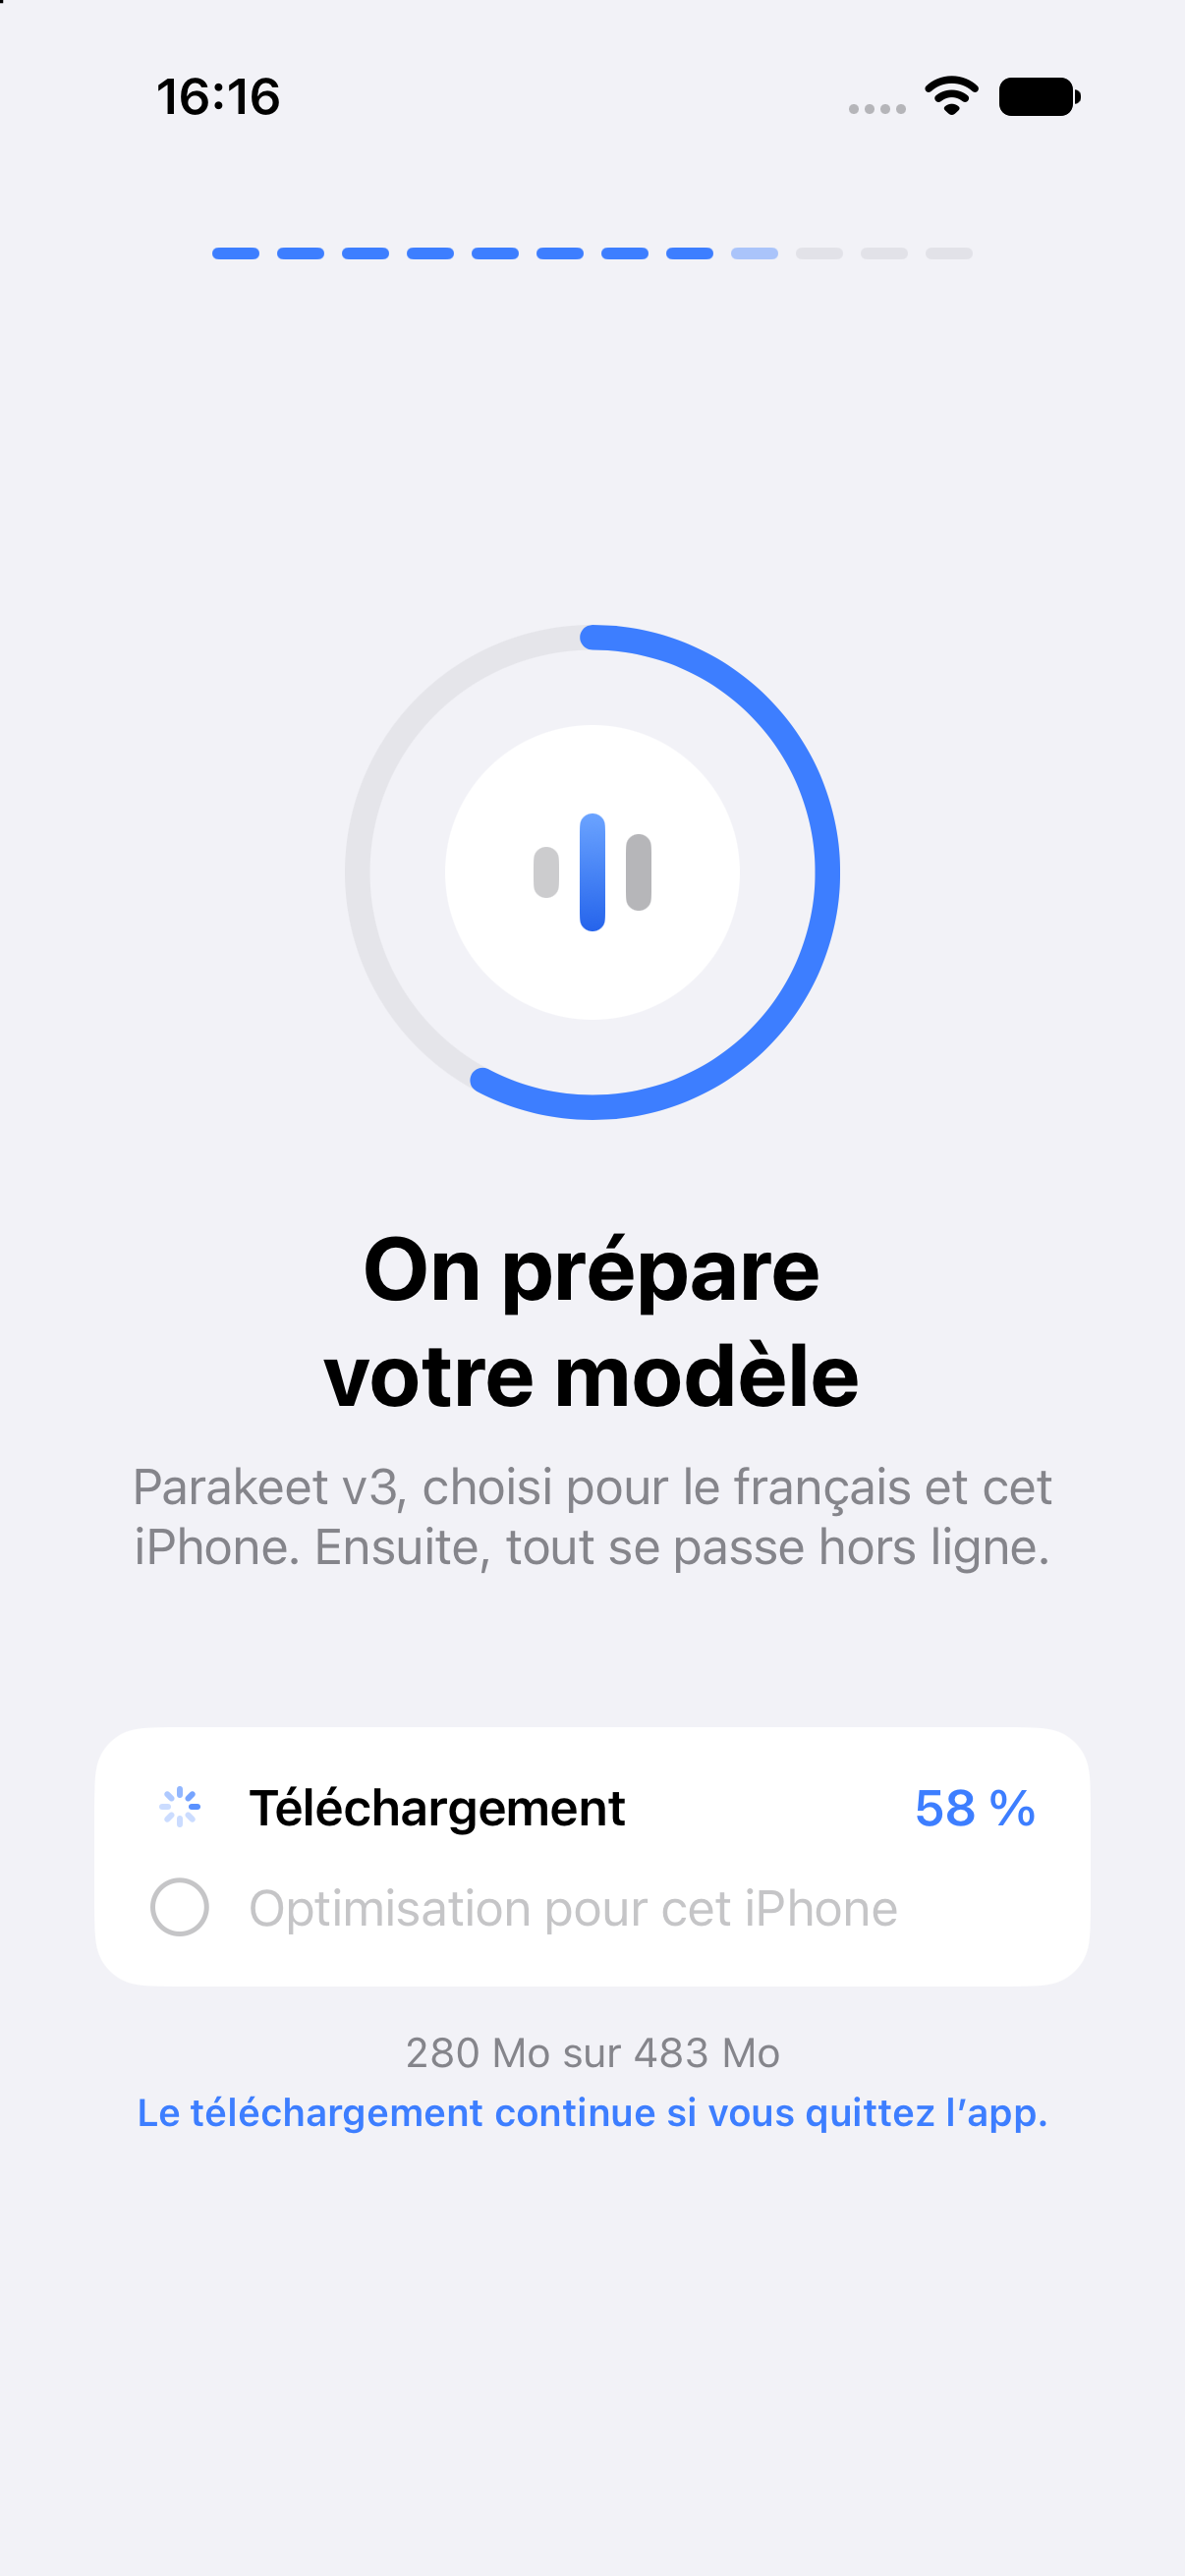 16:16
On prépare
votre modèle
Parakeet v3, choisi pour le français et cet
iPhone. Ensuite, tout se passe hors ligne.
Téléchargement 58 %
Optimisation pour cet iPhone
280 Mo sur 483 Mo
Le téléchargement continue si vous quittez l’app.